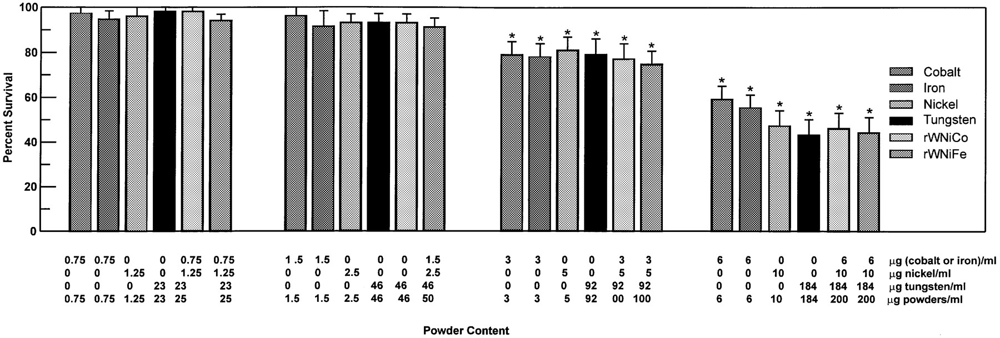 100
80
60
40
20
0
Percent Survival
* * * * * *
* * * * * *
Cobalt
Iron
Nickel
Tungsten
rWNiCo
rWNiFe
0.75 0.75 0 0 0.75 0.75 1.5 1.5 0 0 0 1.5 3 3 0 0 3 3 6 6 0 0 6 6 μg (cobalt or iron)/ml
0 0 1.25 0 1.25 1.25 0 0 2.5 0 0 2.5 0 0 5 0 5 5 0 0 10 0 10 10 μg nickel/ml
0 0 0 23 23 23 0 0 0 46 46 46 0 0 0 92 92 92 0 0 0 184 184 184 μg tungsten/ml
0.75 0.75 1.25 23 25 25 1.5 1.5 2.5 46 46 50 3 3 5 92 00 100 6 6 10 184 200 200 μg powders/ml
Powder Content